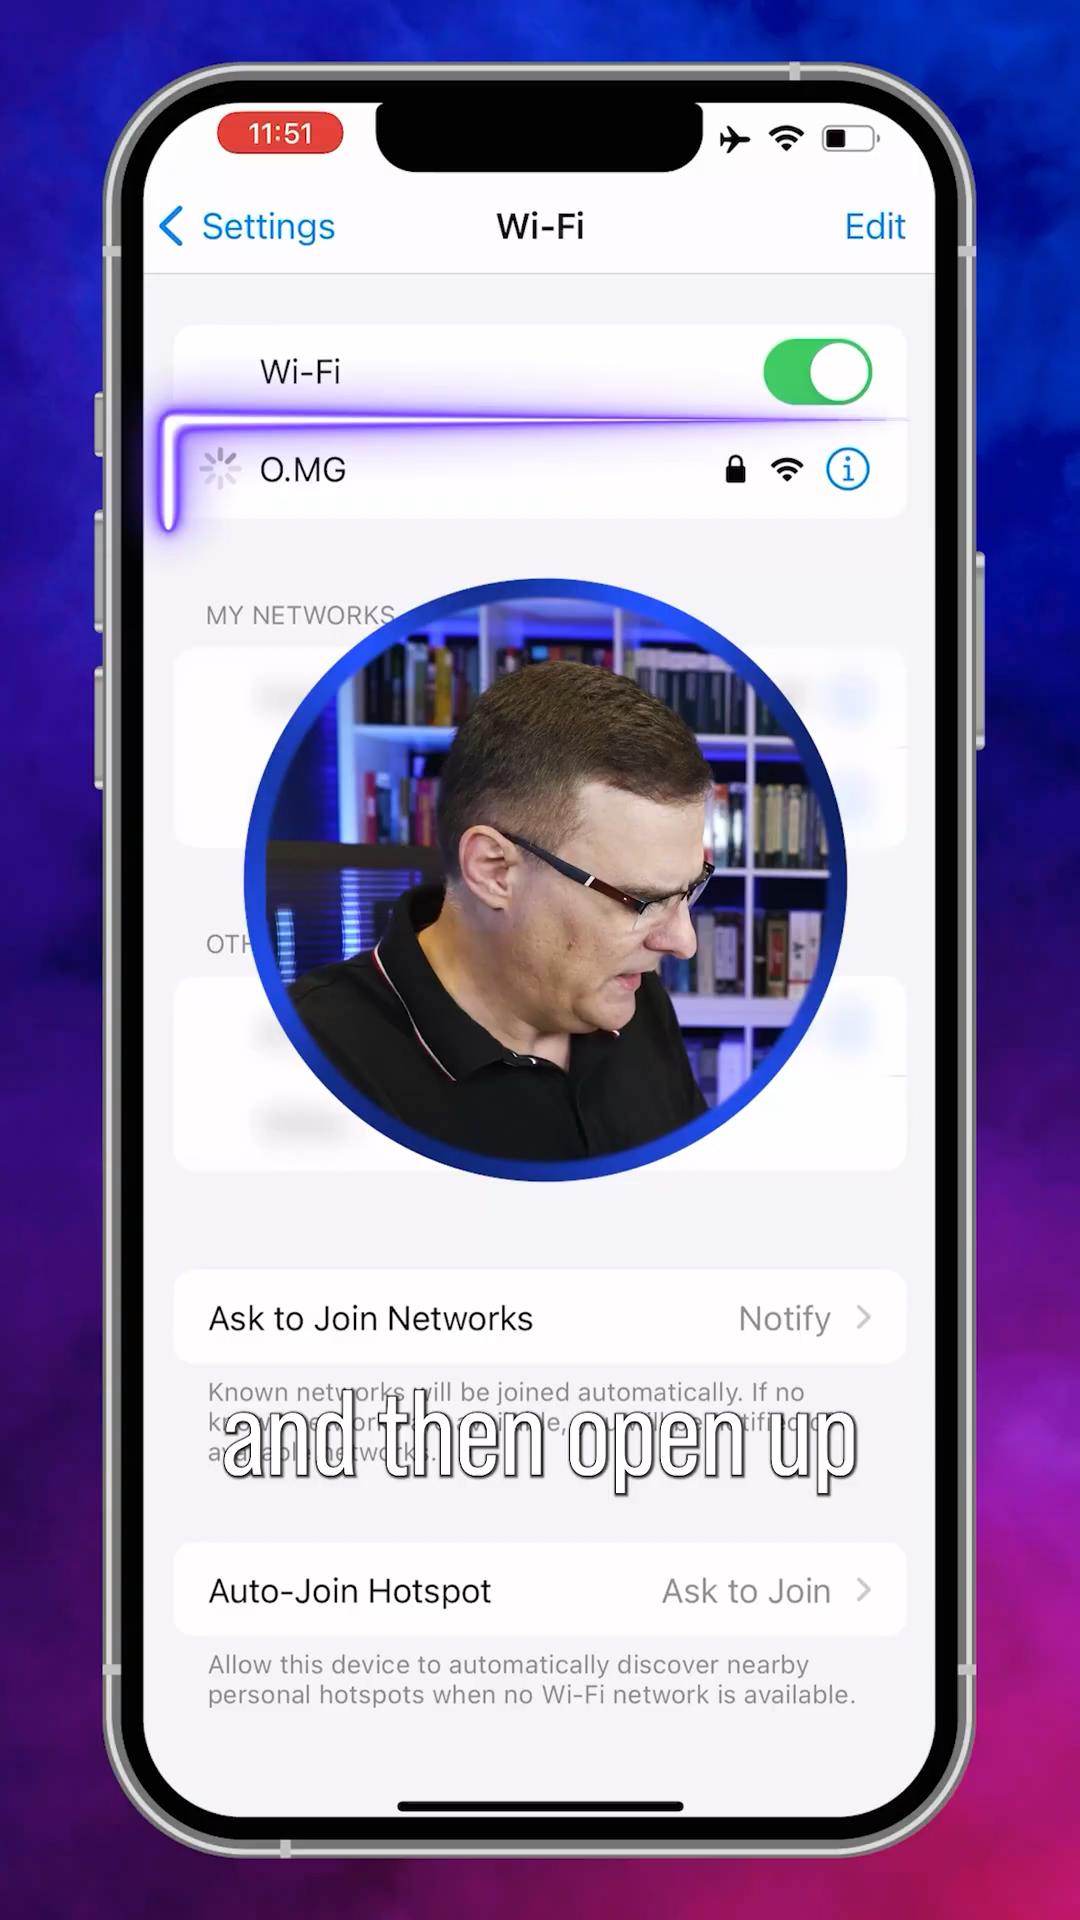 11:51
Settings
Wi-Fi
Edit
Wi-Fi
O.MG
MY NETWORKS
Ask to Join Networks
Notify
Known networks will be joined automatically. If no
available networks.
and then open up
Auto-Join Hotspot
Ask to Join
Allow this device to automatically discover nearby
personal hotspots when no Wi-Fi network is available.